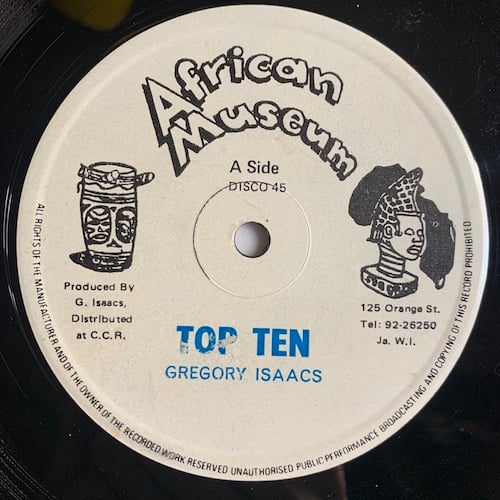 African
Museum
A Side
DISCO 45
Produced By
G. Isaacs,
Distributed
at C.C.R.
125 Orange St.
Tel: 92-26250
Ja. W.I.
TOP TEN
GREGORY ISAACS
ALL RIGHTS OF THE MANUFACTURER AND OF THE OWNER OF THE RECORDED WORK RESERVED UNAUTHORISED PUBLIC PERFORMANCE BROADCASTING AND COPYING OF THIS RECORD PROHIBITED